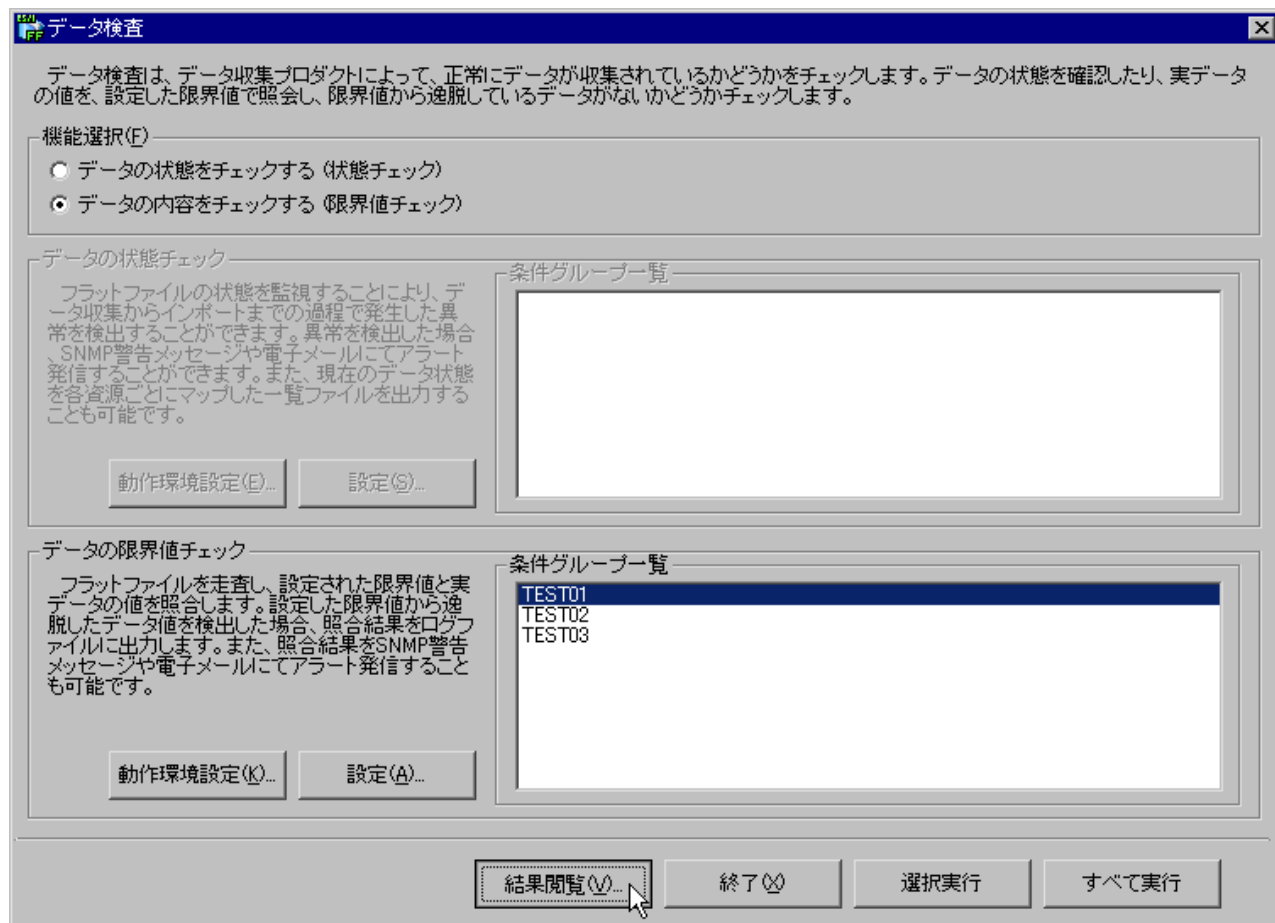 データ検査
データ検査は、データ収集プロダクトによって、正常にデータが収集されているかどうかをチェックします。データの状態を確認したり、実データ
の値を、設定した限界値で照会し、限界値から逸脱しているデータがないかどうかチェックします。
機能選択(F)
データの状態をチェックする (状態チェック)
データの内容をチェックする (限界値チェック)
データの状態チェック
フラットファイルの状態を監視することにより、デ
ータ収集からインポートまでの過程で発生した異
常を検出することができます。異常を検出した場合
、SNMP警告メッセージや電子メールにてアラート
発信することができます。また、現在のデータ状態
を各資源ごとにマップした一覧ファイルを出力する
ことも可能です。
動作環境設定(E)...
設定(S)...
条件グループ一覧
データの限界値チェック
フラットファイルを走査し、設定された限界値と実
データの値を照合します。設定した限界値から逸
脱したデータ値を検出した場合、照合結果をログフ
ァイルに出力します。また、照合結果をSNMP警告
メッセージや電子メールにてアラート発信すること
も可能です。
動作環境設定(K)...
設定(A)...
条件グループ一覧
TEST01
TEST02
TEST03
結果閲覧(V)...
終了(X)
選択実行
すべて実行